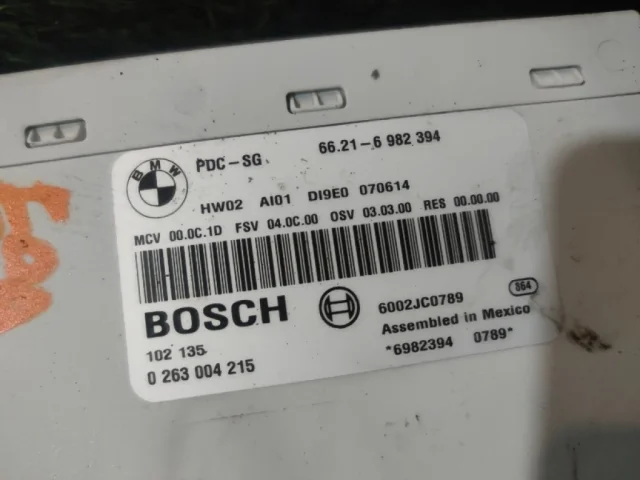 BMW
PDC-SG 66.21-6 982 394
HW02 AI01 DI9E0 070614
MCV 00.0C.1D FSV 04.0C.00 OSV 03.03.00 RES 00.00.00
BOSCH
6002JC0789 864
Assembled in Mexico
102 135
*6982394 0789*
0 263 004 215